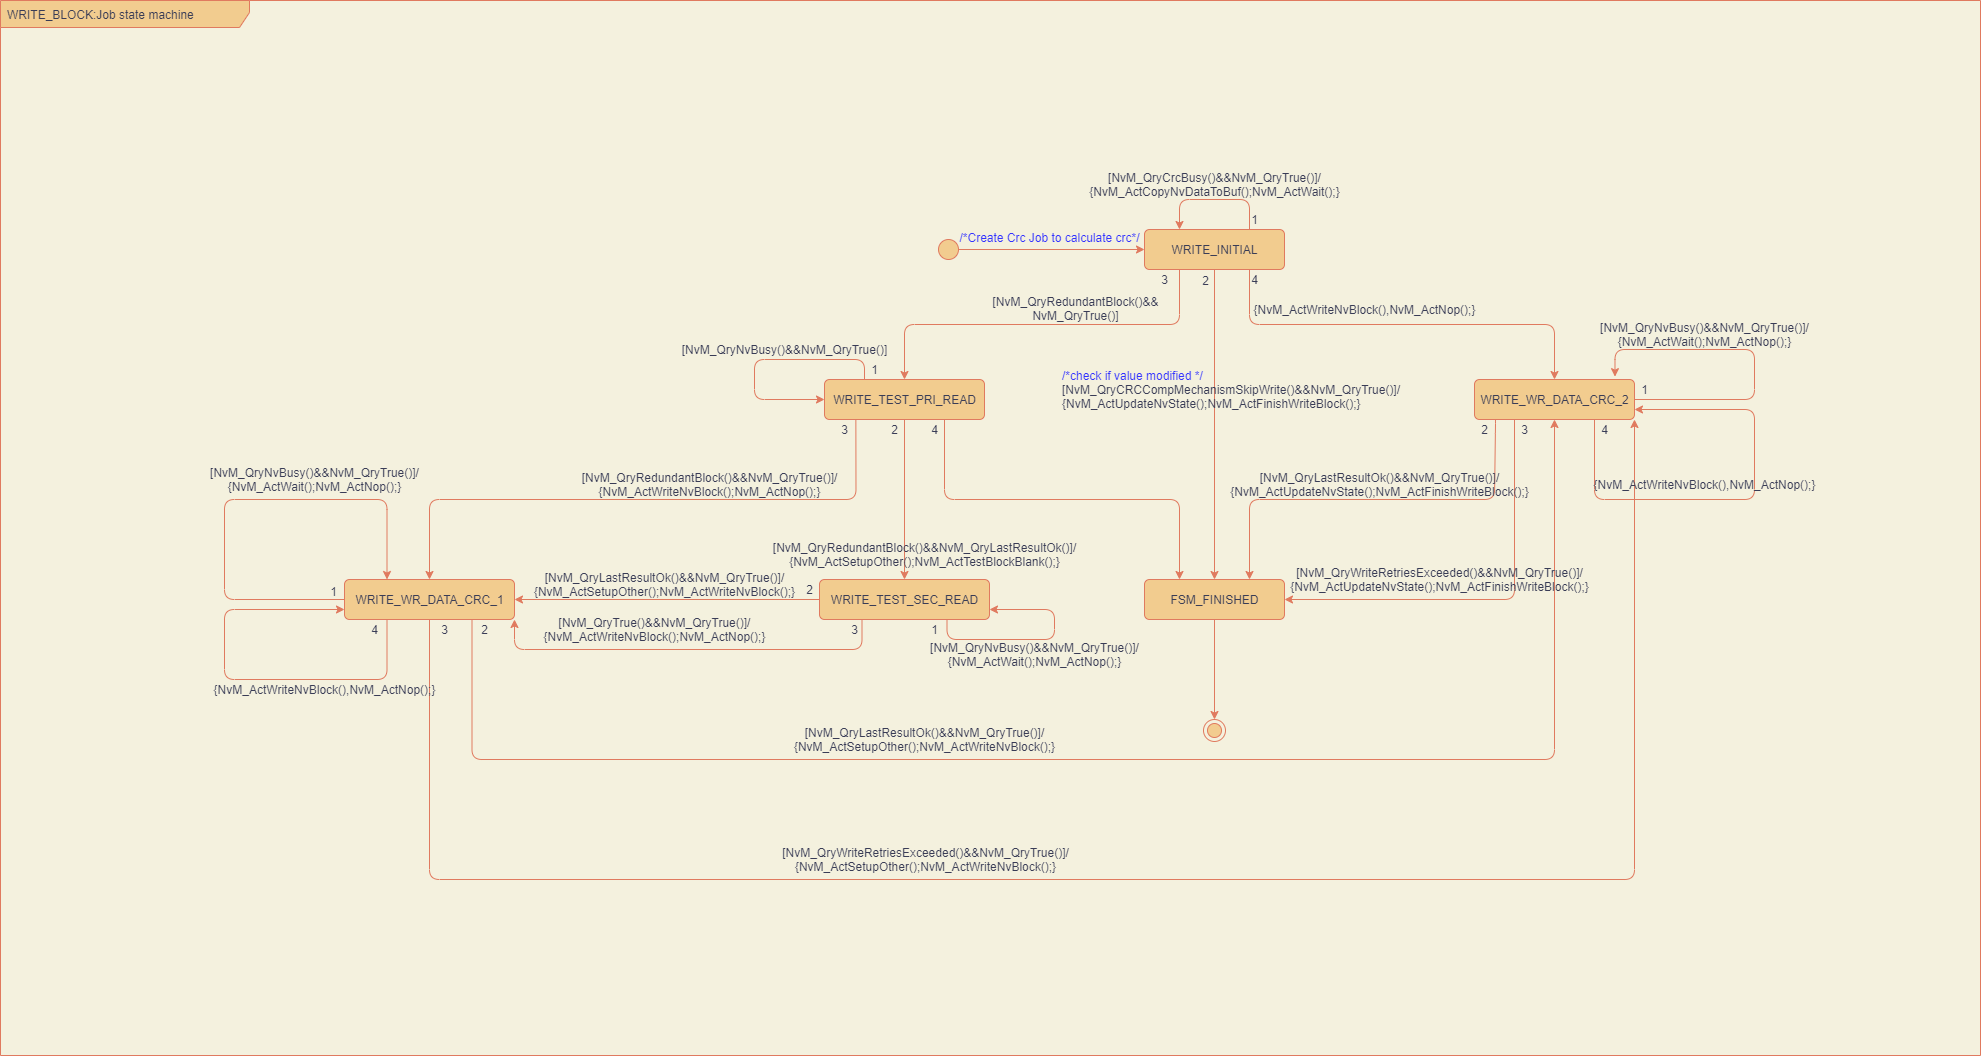 WRITE_BLOCK:Job state machine
[NvM_QryCrcBusy()&&NvM_QryTrue()]/
{NvM_ActCopyNvDataToBuf();NvM_ActWait();}
1
/*Create Crc Job to calculate crc*/
WRITE_INITIAL
3
2
4
[NvM_QryRedundantBlock()&&
NvM_QryTrue()]
{NvM_ActWriteNvBlock(),NvM_ActNop();}
[NvM_QryNvBusy()&&NvM_QryTrue()]/
{NvM_ActWait();NvM_ActNop();}
[NvM_QryNvBusy()&&NvM_QryTrue()]
1
/*check if value modified */
[NvM_QryCRCCompMechanismSkipWrite()&&NvM_QryTrue()]/
{NvM_ActUpdateNvState();NvM_ActFinishWriteBlock();}
1
WRITE_TEST_PRI_READ
WRITE_WR_DATA_CRC_2
3
2
4
2
3
4
[NvM_QryNvBusy()&&NvM_QryTrue()]/
{NvM_ActWait();NvM_ActNop();}
[NvM_QryRedundantBlock()&&NvM_QryTrue()]/
{NvM_ActWriteNvBlock();NvM_ActNop();}
[NvM_QryLastResultOk()&&NvM_QryTrue()]/
{NvM_ActUpdateNvState();NvM_ActFinishWriteBlock();}
{NvM_ActWriteNvBlock(),NvM_ActNop();}
[NvM_QryRedundantBlock()&&NvM_QryLastResultOk()]/
{NvM_ActSetupOther();NvM_ActTestBlockBlank();}
[NvM_QryLastResultOk()&&NvM_QryTrue()]/
{NvM_ActSetupOther();NvM_ActWriteNvBlock();}
2
[NvM_QryWriteRetriesExceeded()&&NvM_QryTrue()]/
{NvM_ActUpdateNvState();NvM_ActFinishWriteBlock();}
1
WRITE_WR_DATA_CRC_1
WRITE_TEST_SEC_READ
FSM_FINISHED
4
3
2
[NvM_QryTrue()&&NvM_QryTrue()]/
{NvM_ActWriteNvBlock();NvM_ActNop();}
3
1
[NvM_QryNvBusy()&&NvM_QryTrue()]/
{NvM_ActWait();NvM_ActNop();}
{NvM_ActWriteNvBlock(),NvM_ActNop();}
[NvM_QryLastResultOk()&&NvM_QryTrue()]/
{NvM_ActSetupOther();NvM_ActWriteNvBlock();}
[NvM_QryWriteRetriesExceeded()&&NvM_QryTrue()]/
{NvM_ActSetupOther();NvM_ActWriteNvBlock();}